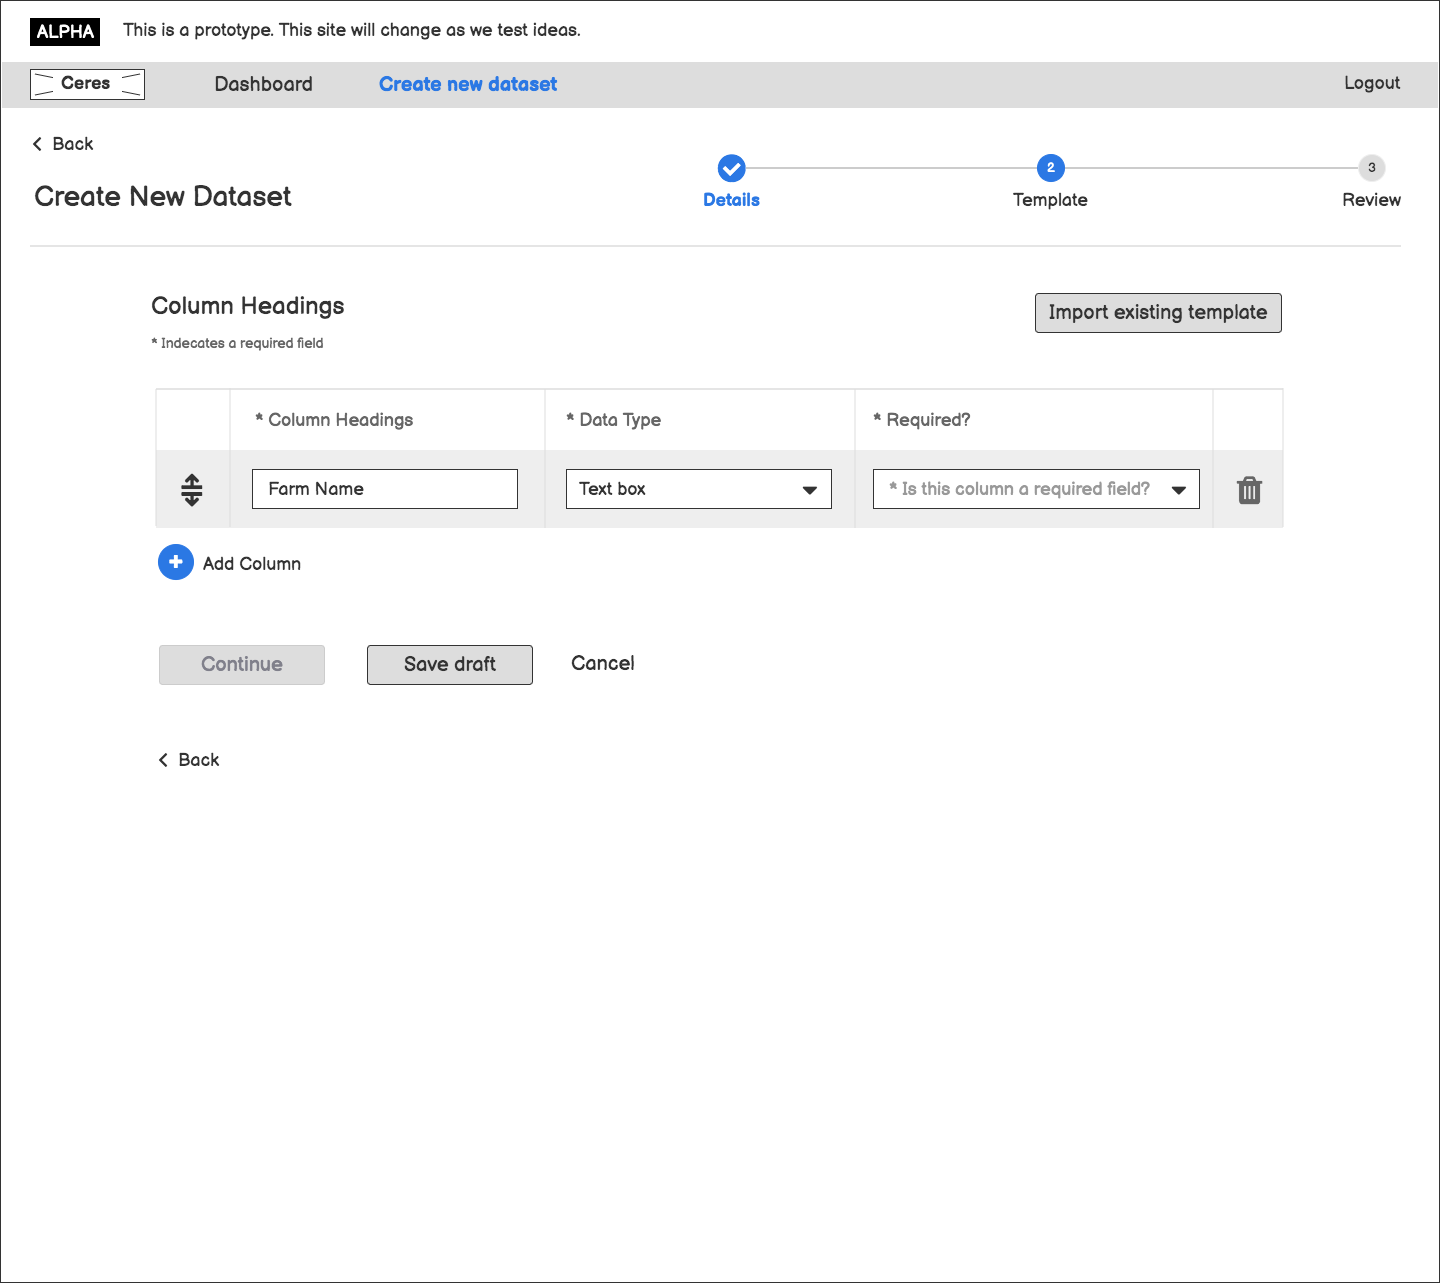 ALPHA This is a prototype. This site will change as we test ideas.
Ceres Dashboard Create new dataset Logout
Back
2 3
Create New Dataset Details Template Review
Column Headings Import existing template
* Indecates a required field
* Column Headings * Data Type * Required?
Farm Name Text box * Is this column a required field?
Add Column
Continue Save draft Cancel
Back